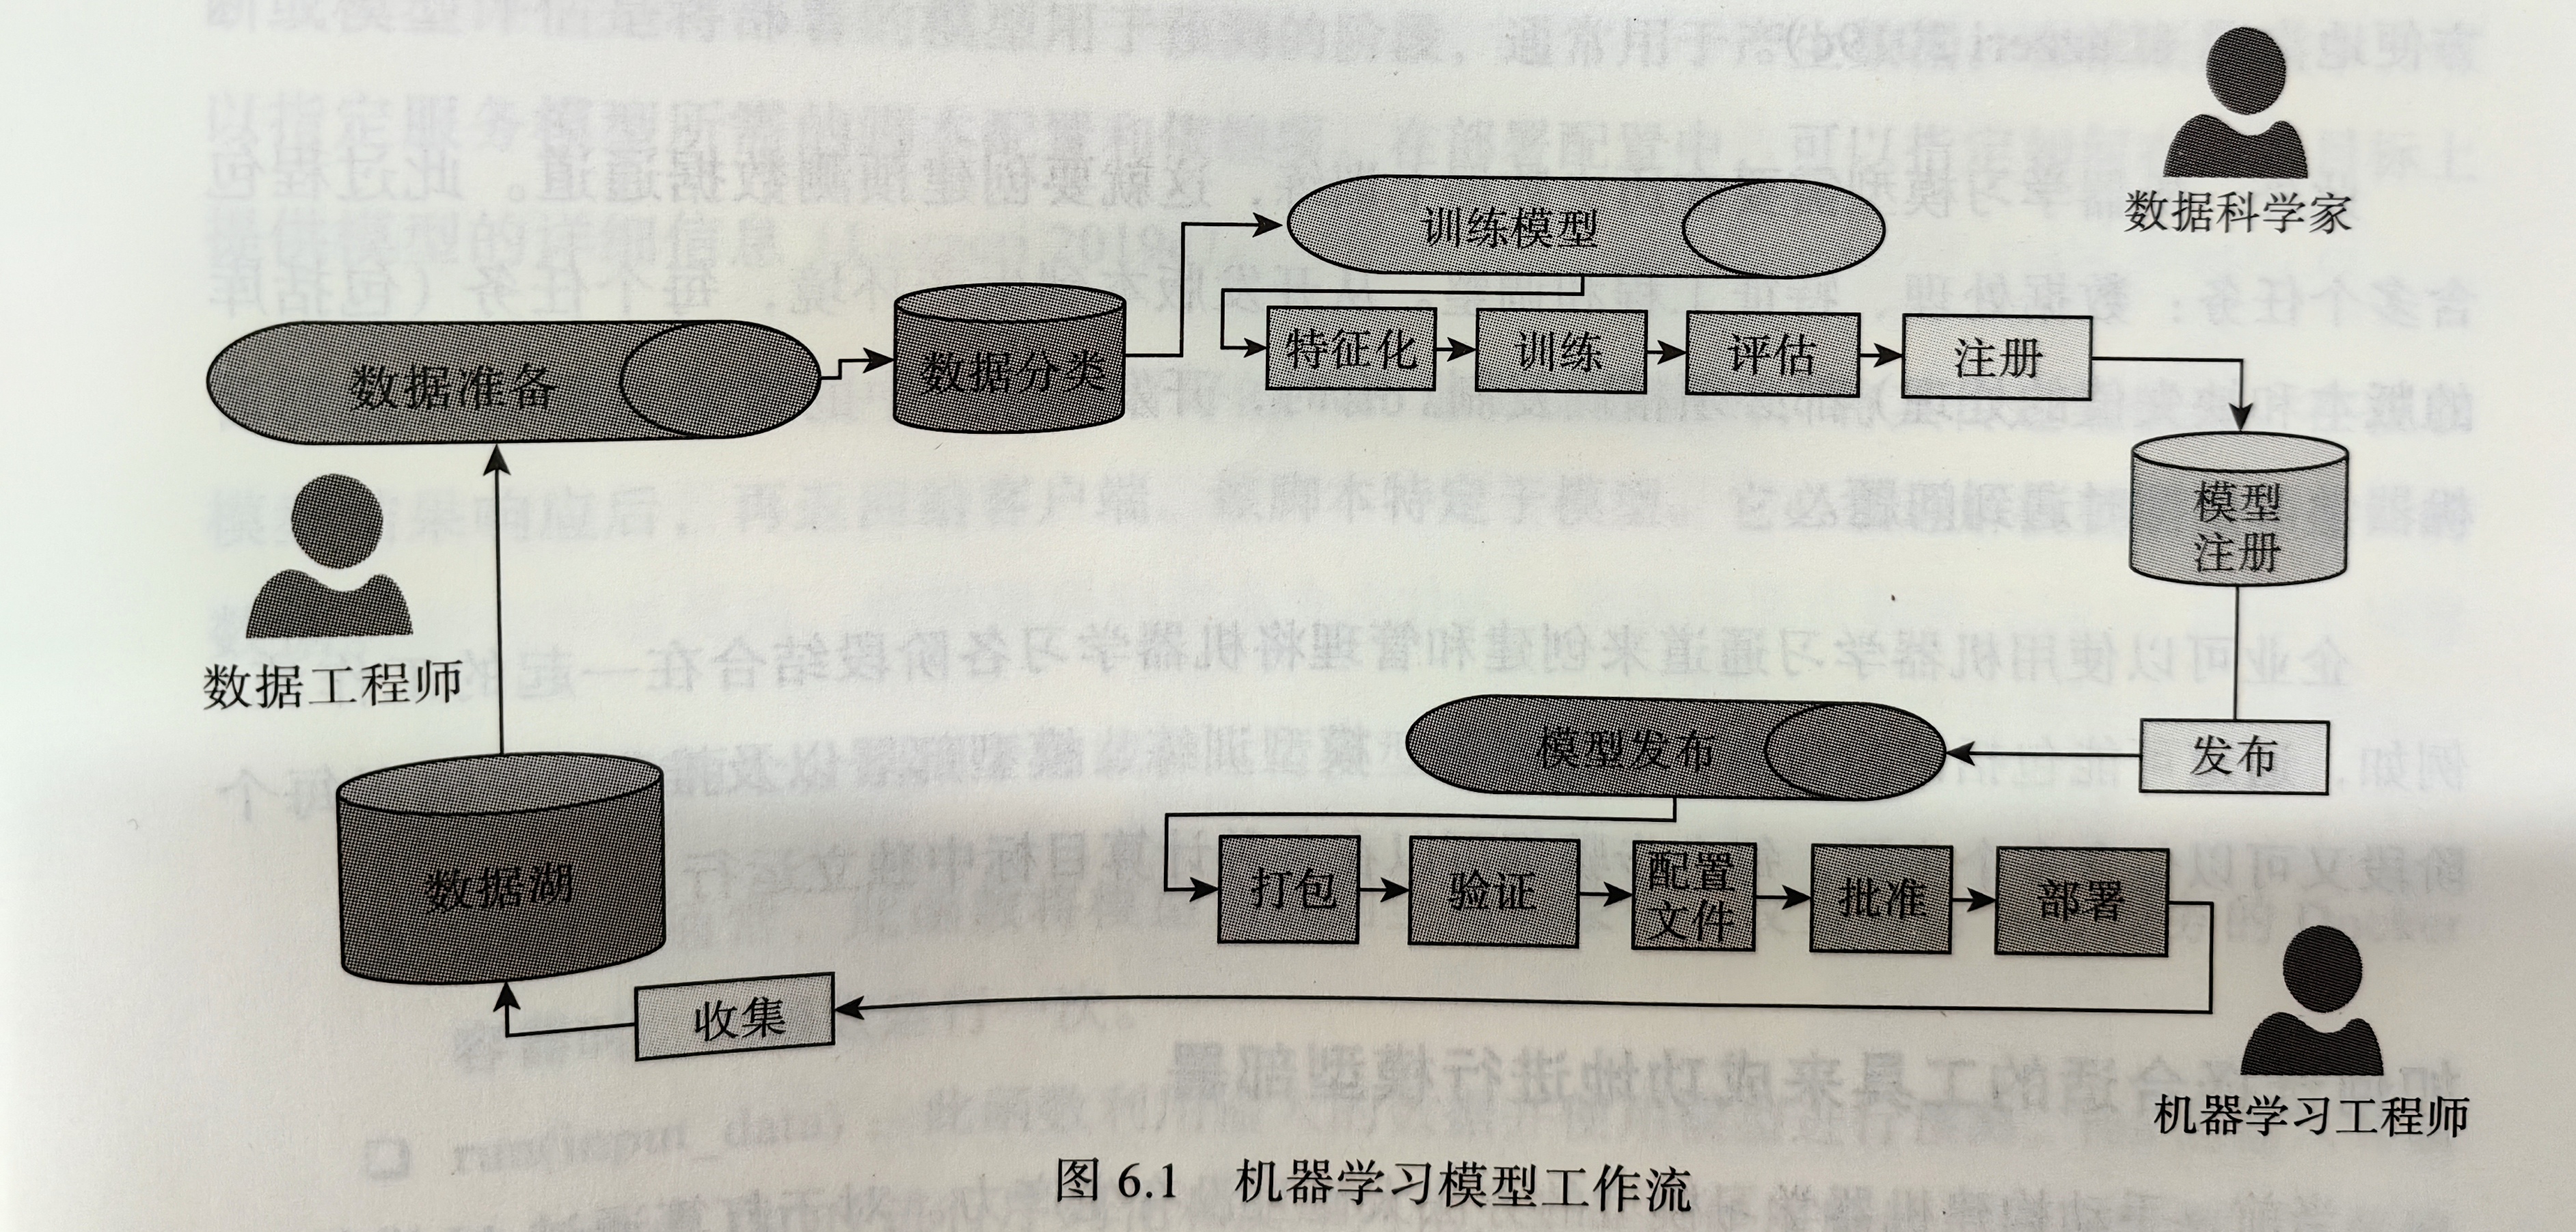 数据科学家
训练模型
数据准备
数据分类
特征化
训练
评估
注册
模型
注册
数据工程师
模型发布
发布
数据湖
打包
验证
配置
文件
批准
部署
收集
机器学习工程师
图 6.1 机器学习模型工作流